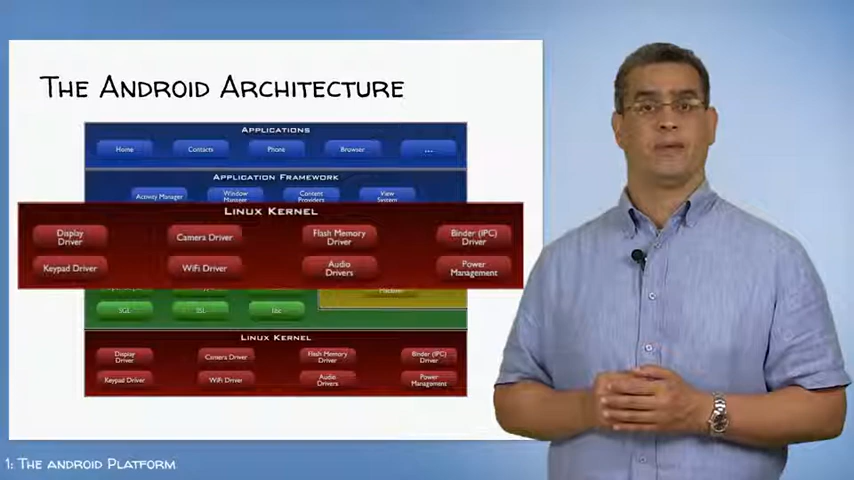 The Android Architecture
Applications
Home Contacts Phone Browser ...
Application Framework
Activity Manager Window Manager Content Providers View System
Linux Kernel
Display Driver Camera Driver Flash Memory Driver Binder (IPC) Driver
Keypad Driver WiFi Driver Audio Drivers Power Management
SGL SSL libc
Linux Kernel
Display Driver Camera Driver Flash Memory Driver Binder (IPC) Driver
Keypad Driver WiFi Driver Audio Drivers Power Management
1: The android Platform